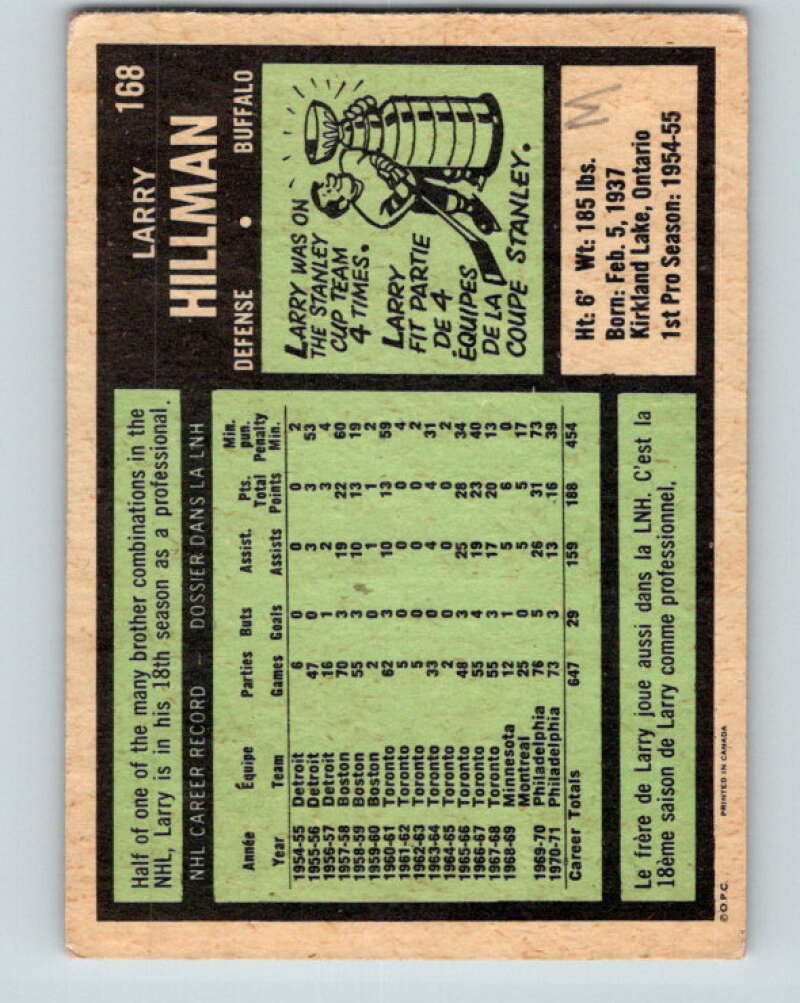 168
LARRY
HILLMAN
DEFENSE • BUFFALO
LARRY WAS ON
THE STANLEY
CUP TEAM
4 TIMES.
LARRY
FIT PARTIE
DE 4
ÉQUIPES
DE LA
COUPE STANLEY.
M
Ht: 6' Wt: 185 lbs.
Born: Feb. 5, 1937
Kirkland Lake, Ontario
1st Pro Season: 1954-55
Half of one of the many brother combinations in the
NHL, Larry is in his 18th season as a professional.
NHL CAREER RECORD — DOSSIER DANS LA LNH
Année Équipe Parties Buts Assist. Pts. Total Min. pun.
Year Team Games Goals Assists Points Penalty Min.
1954-55 Detroit 6 0 0 0 2
1955-56 Detroit 47 0 3 3 53
1956-57 Detroit 16 1 2 3 4
1957-58 Boston 70 3 19 22 60
1958-59 Boston 55 3 10 13 19
1959-60 Boston 2 0 1 1 2
1960-61 Toronto 62 3 10 13 59
1961-62 Toronto 5 0 0 0 4
1962-63 Toronto 5 0 0 0 2
1963-64 Toronto 33 0 4 4 31
1964-65 Toronto 2 0 0 0 2
1965-66 Toronto 48 3 25 28 34
1966-67 Toronto 55 4 19 23 40
1967-68 Toronto 55 3 17 20 13
1968-69 Minnesota 12 1 5 6 0
Montreal 25 0 5 5 17
1969-70 Philadelphia 76 5 26 31 73
1970-71 Philadelphia 73 3 13 16 39
Career Totals 647 29 159 188 454
Le frère de Larry joue aussi dans la LNH. C'est la
18ème saison de Larry comme professionnel,
©O.P.C. PRINTED IN CANADA